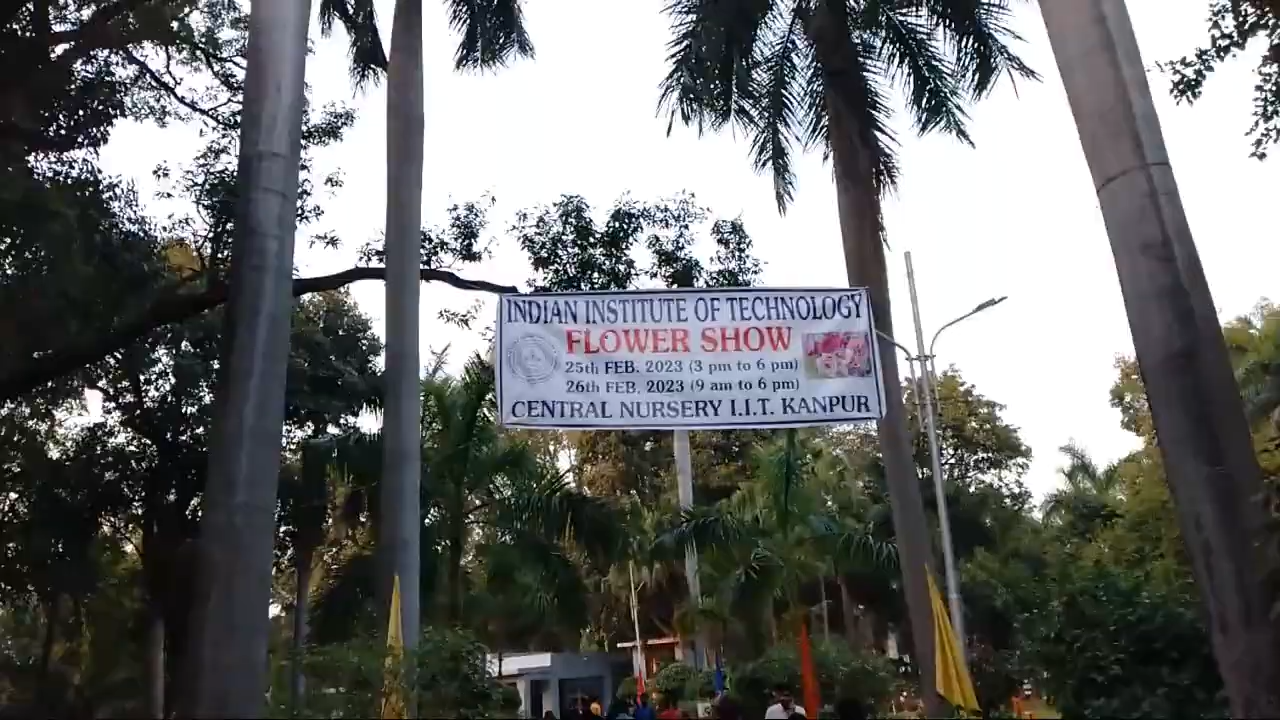 INDIAN INSTITUTE OF TECHNOLOGY
FLOWER SHOW
25th FEB. 2023 (3 pm to 6 pm)
26th FEB. 2023 (9 am to 6 pm)
CENTRAL NURSERY I.I.T. KANPUR